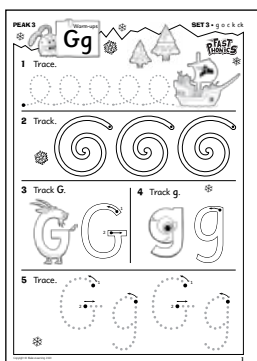 PEAK 3
Warm-ups
Gg
SET 3 • g o c k ck
FAST PHONICS
1 Trace.
2 Track.
3 Track G.
G
4 Track g.
g
5 Trace.
G g G g
1